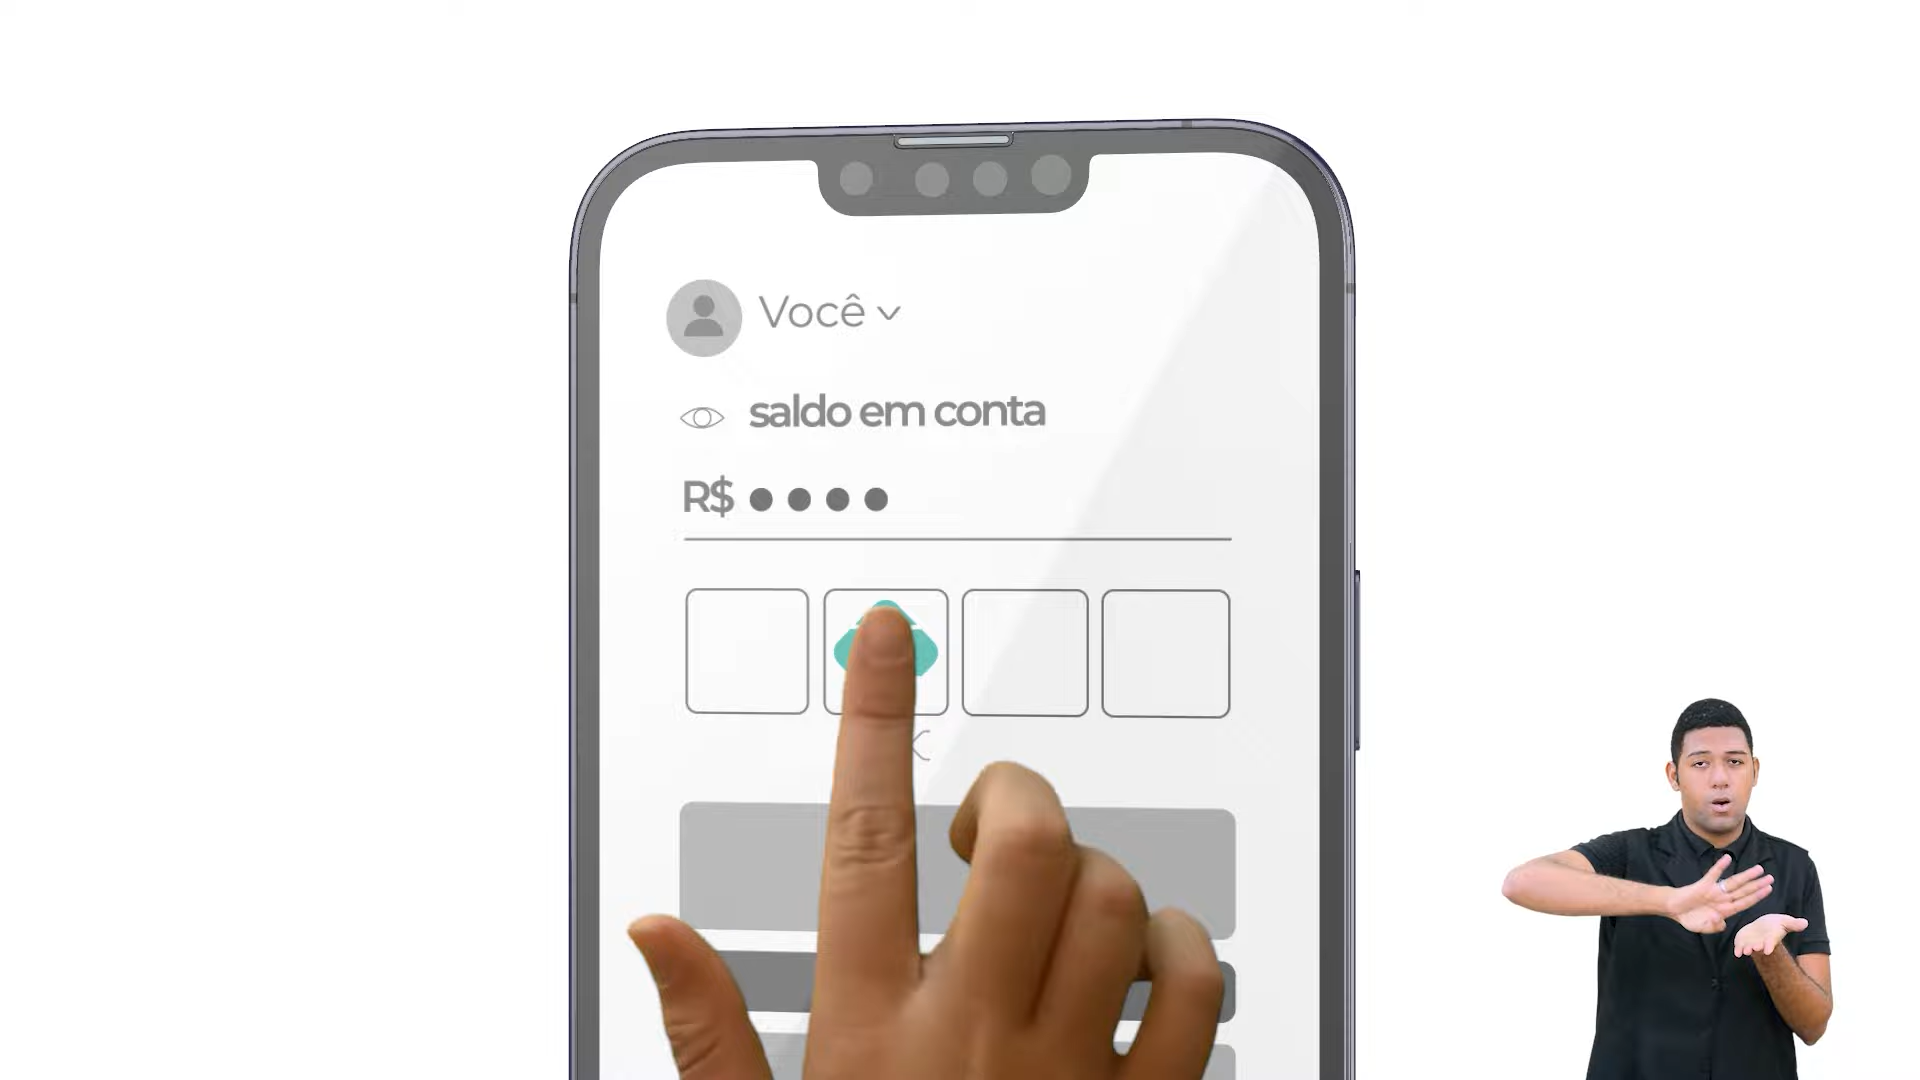 Você
saldo em conta
R$ ● ● ● ●